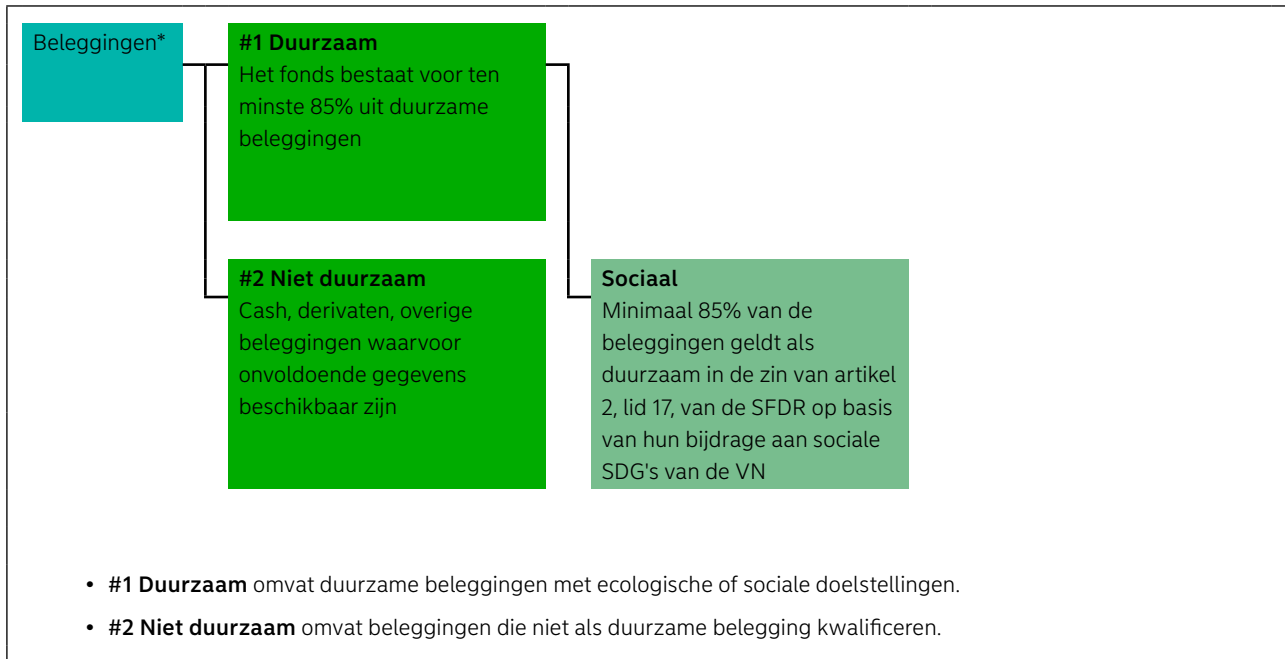 Beleggingen*
#1 Duurzaam
Het fonds bestaat voor ten
minste 85% uit duurzame
beleggingen
#2 Niet duurzaam
Cash, derivaten, overige
beleggingen waarvoor
onvoldoende gegevens
beschikbaar zijn
Sociaal
Minimaal 85% van de
beleggingen geldt als
duurzaam in de zin van artikel
2, lid 17, van de SFDR op basis
van hun bijdrage aan sociale
SDG's van de VN
• #1 Duurzaam omvat duurzame beleggingen met ecologische of sociale doelstellingen.
• #2 Niet duurzaam omvat beleggingen die niet als duurzame belegging kwalificeren.